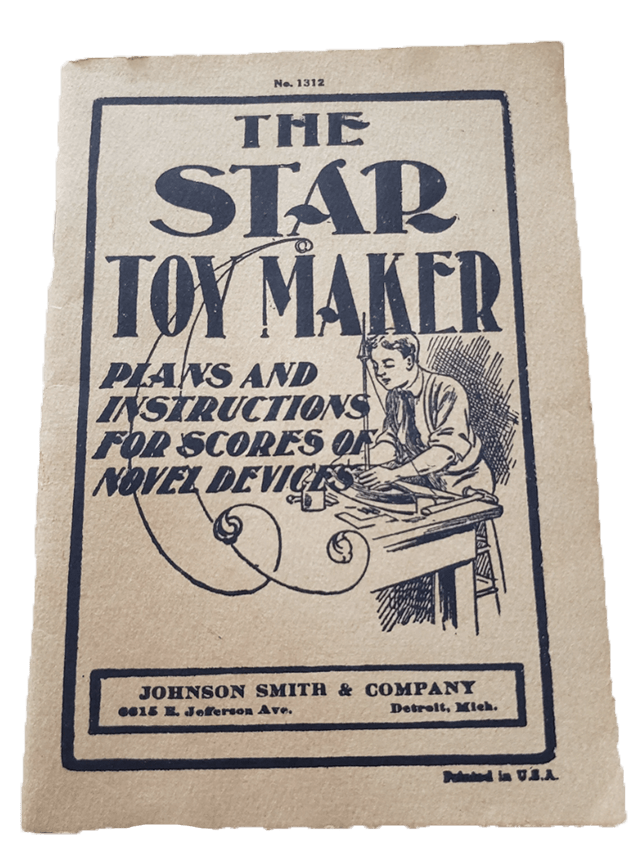 No. 1312
THE
STAR
TOY MAKER
PLANS AND
INSTRUCTIONS
FOR SCORES OF
NOVEL DEVICES
JOHNSON SMITH & COMPANY
6615 E. Jefferson Ave. Detroit, Mich.
Printed in U.S.A.